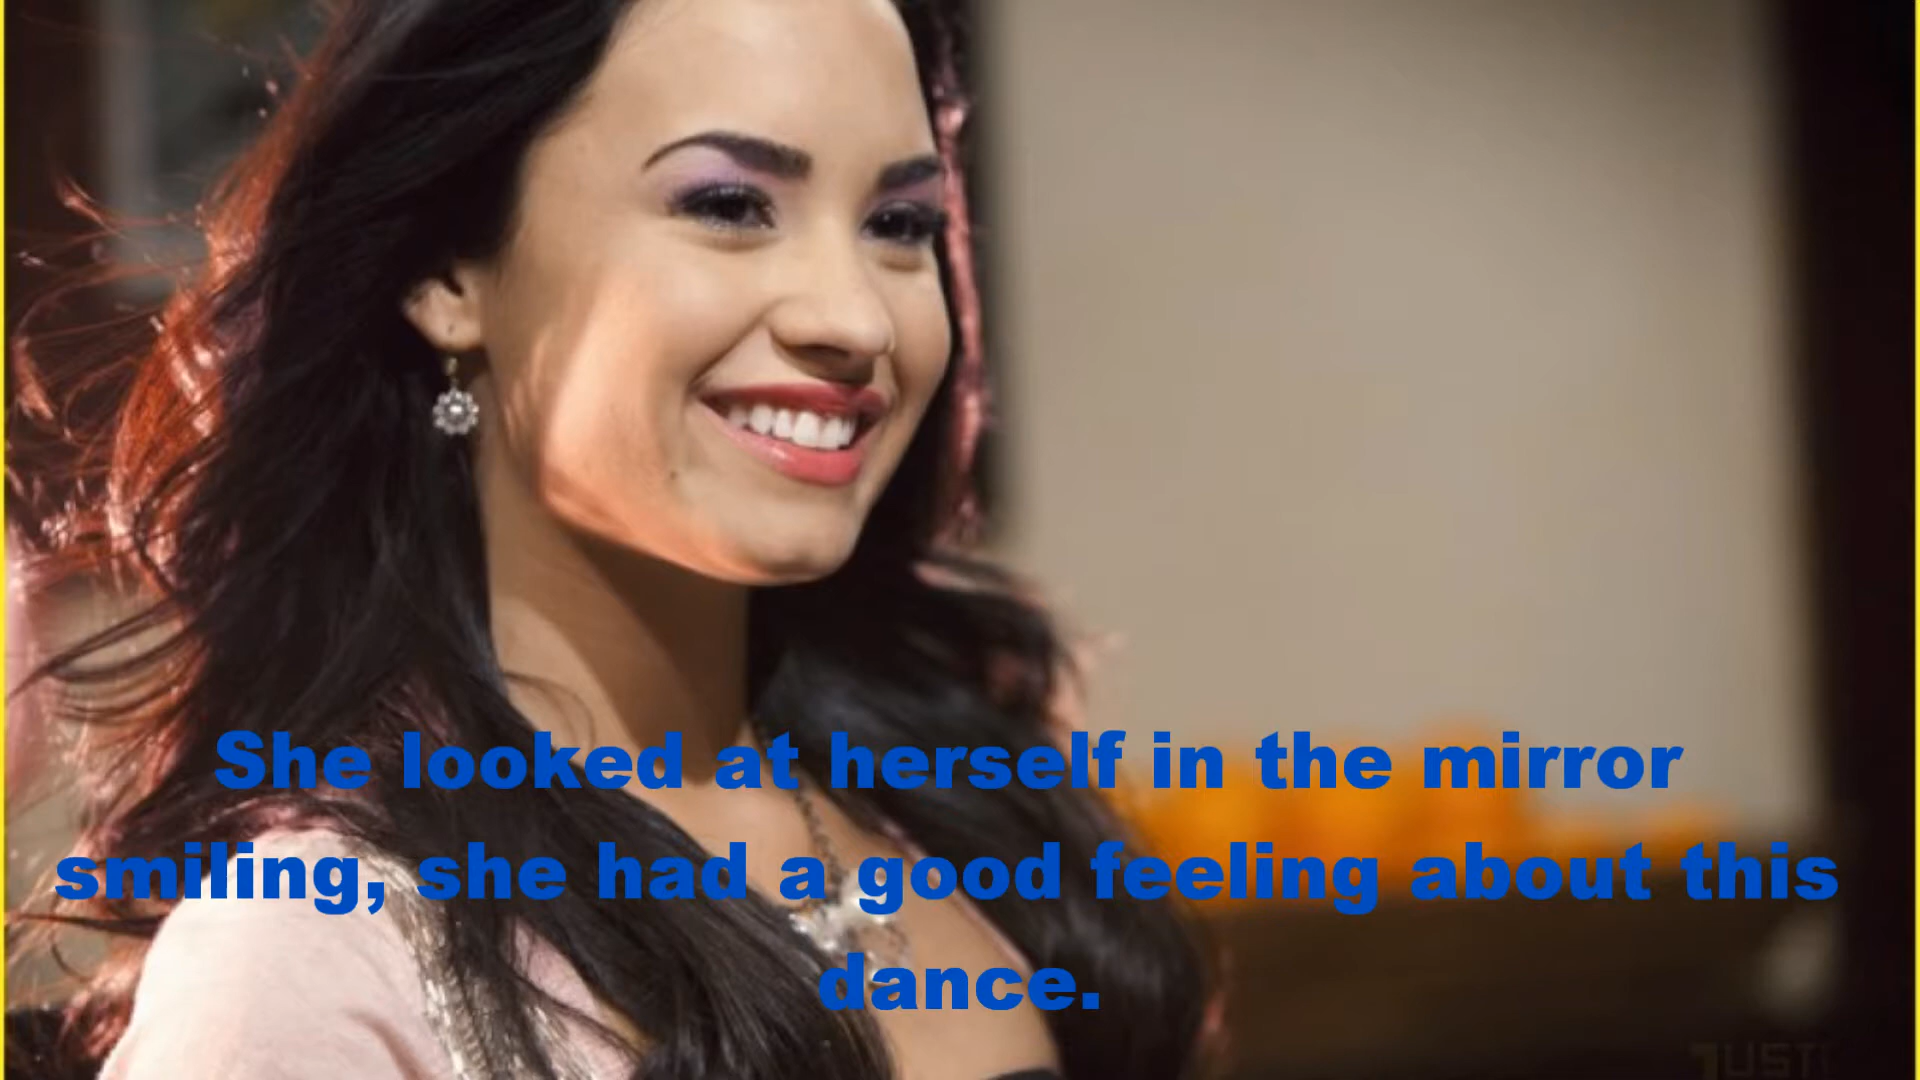 She looked at herself in the mirror
smiling, she had a good feeling about this
dance.